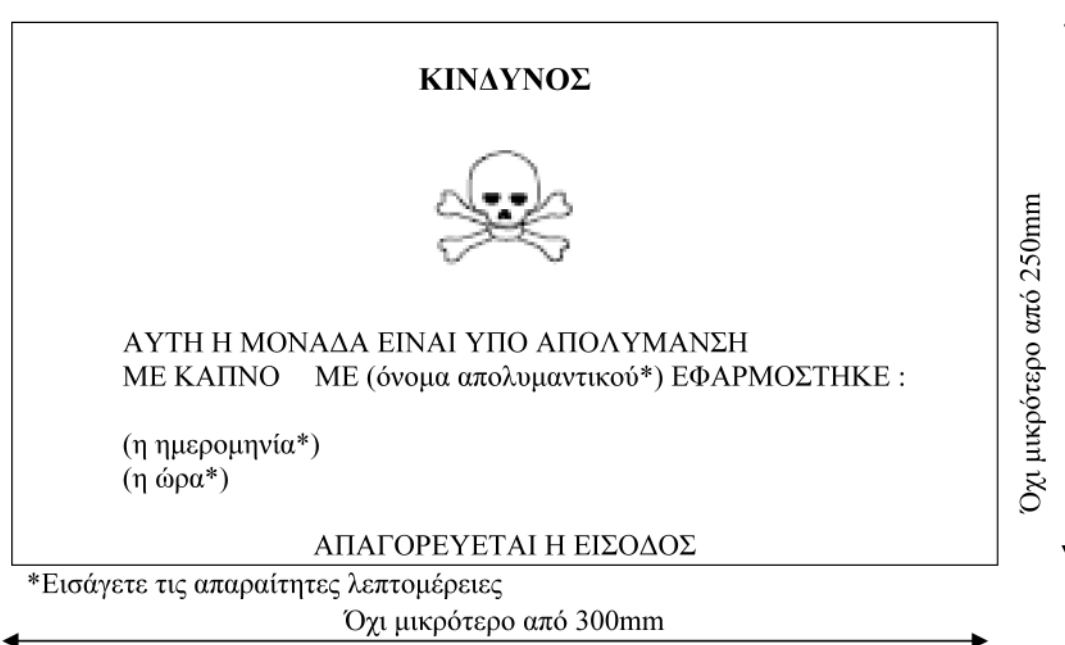 ΚΙΝΔΥΝΟΣ
ΑΥΤΗ Η ΜΟΝΑΔΑ ΕΙΝΑΙ ΥΠΟ ΑΠΟΛΥΜΑΝΣΗ
ΜΕ ΚΑΠΝΟ ΜΕ (όνομα απολυμαντικού*) ΕΦΑΡΜΟΣΤΗΚΕ :
(η ημερομηνία*)
(η ώρα*)
ΑΠΑΓΟΡΕΥΕΤΑΙ Η ΕΙΣΟΔΟΣ
*Εισάγετε τις απαραίτητες λεπτομέρειες
Όχι μικρότερο από 300mm
Όχι μικρότερο από 250mm